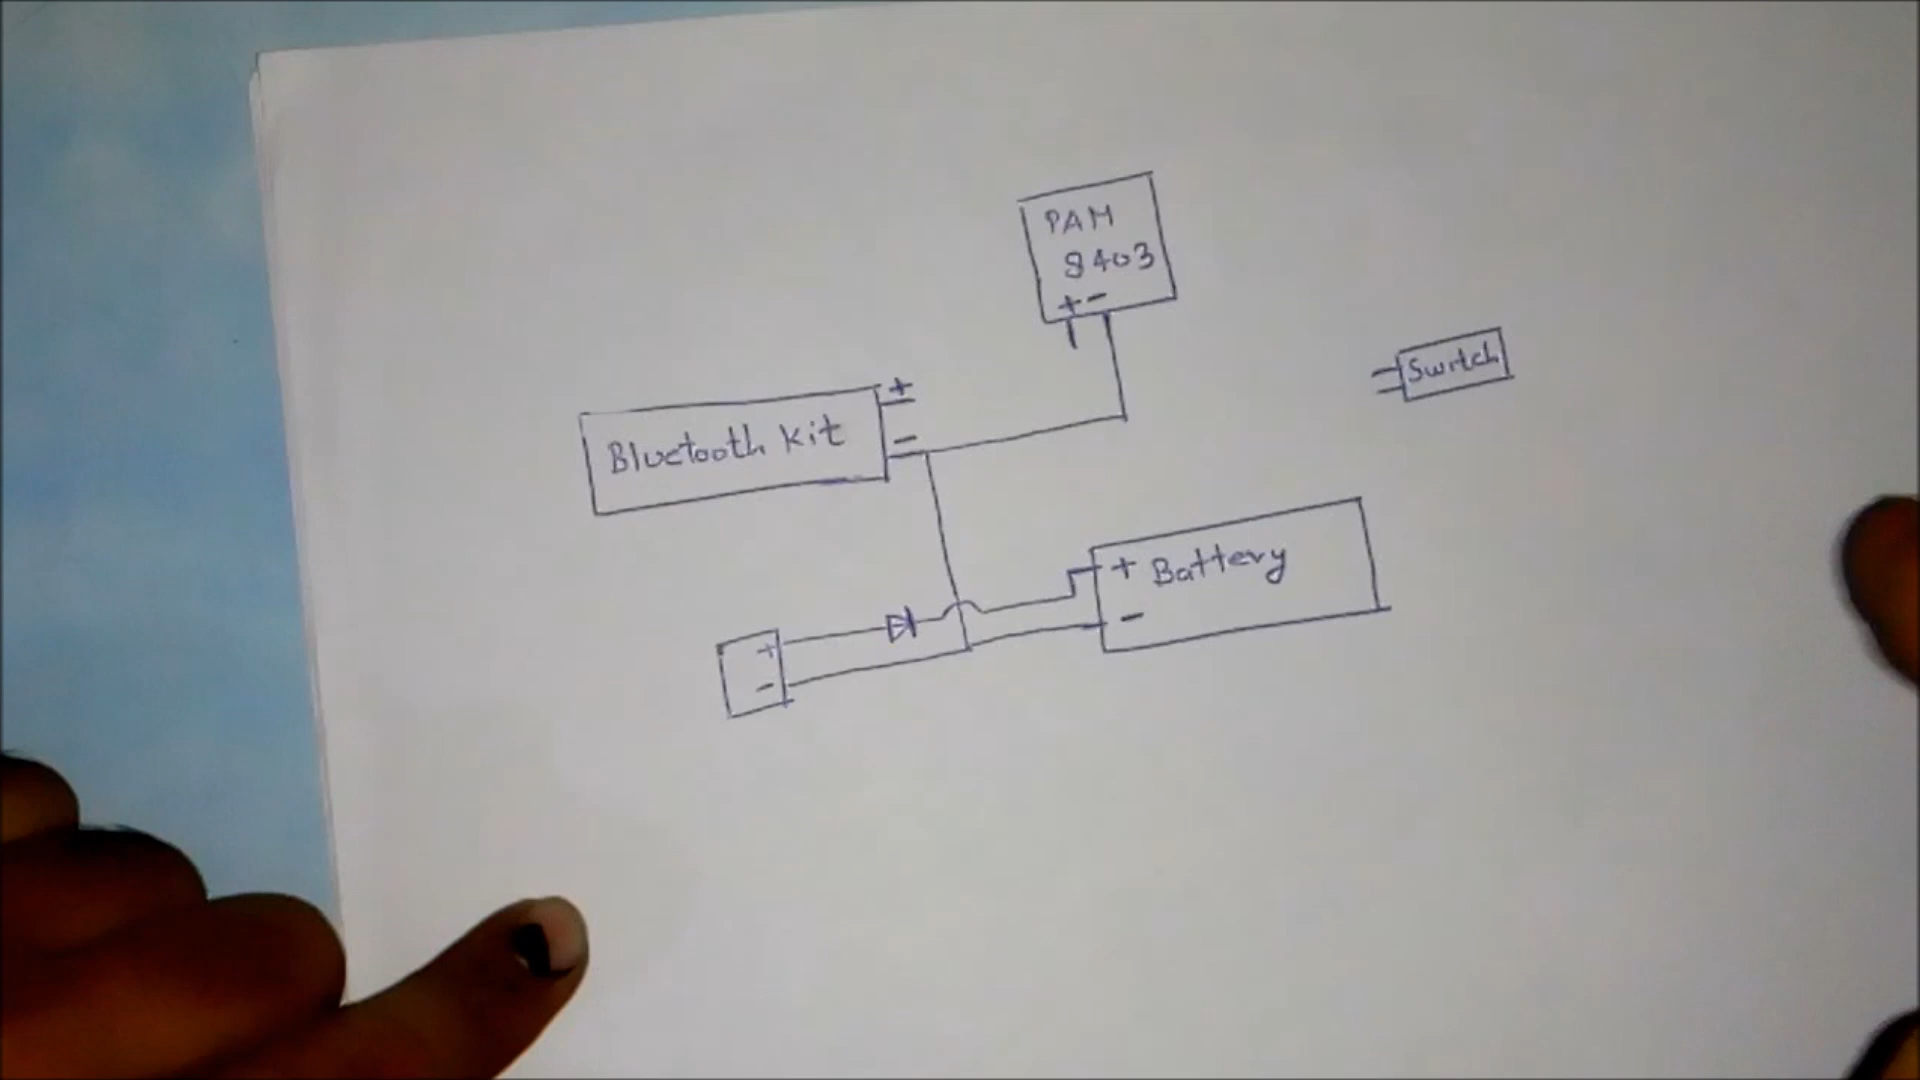 PAM
8403
+ -
Switch
+
Bluetooth Kit
-
+ Battery
-
+
-